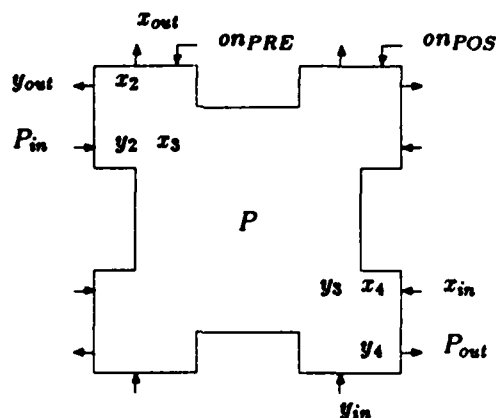 x_out on_PRE on_POS
y_out x_2
P_in y_2 x_3
P
y_3 x_4 x_in
y_4 P_out
y_in